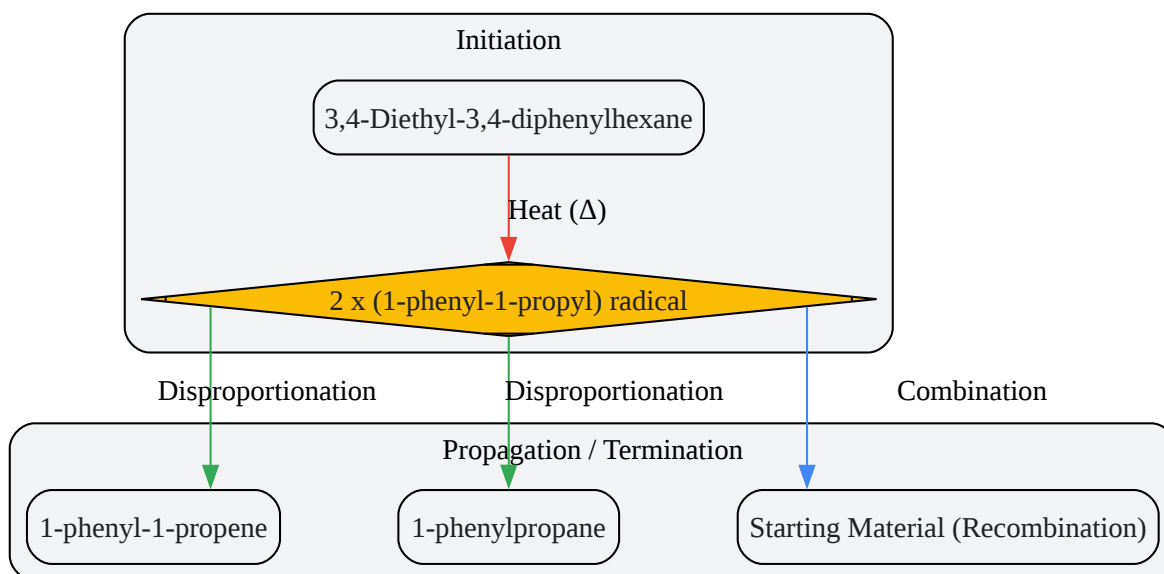 Initiation
3,4-Diethyl-3,4-diphenylhexane
Heat (Δ)
2 x (1-phenyl-1-propyl) radical
Disproportionation
Disproportionation
Combination
Propagation / Termination
1-phenyl-1-propene
1-phenylpropane
Starting Material (Recombination)